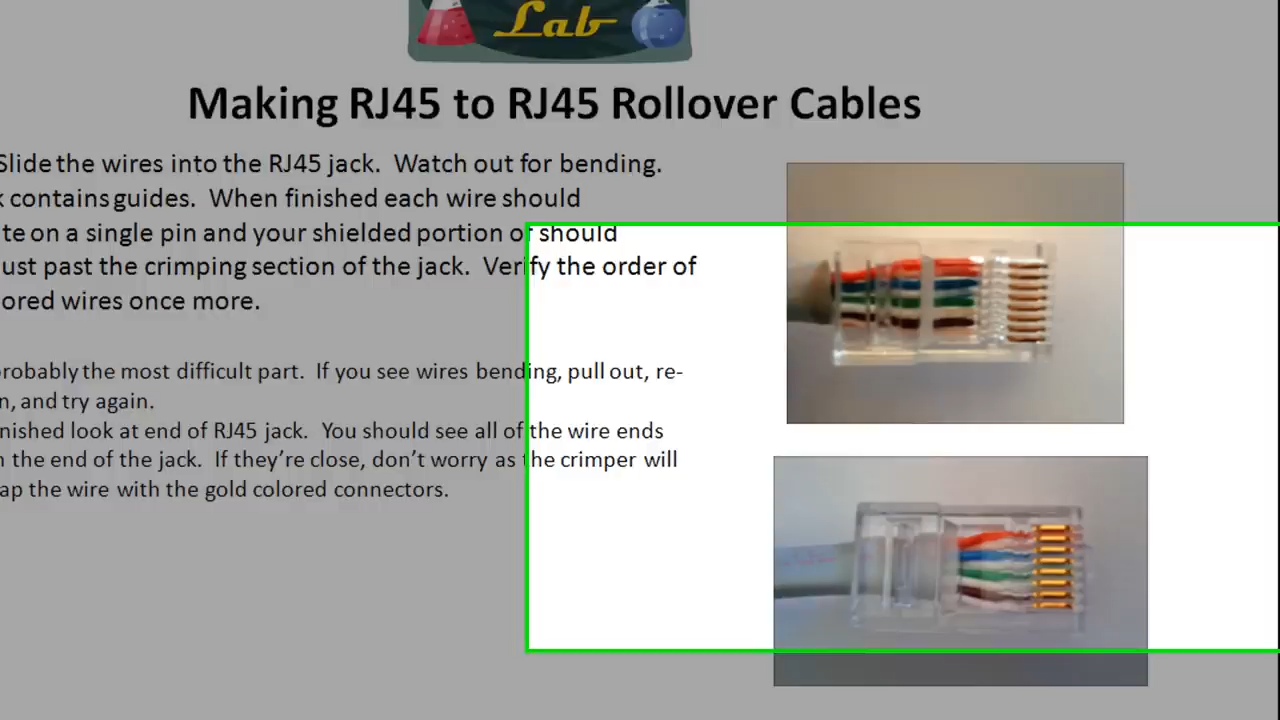 Lab
Making RJ45 to RJ45 Rollover Cables
Slide the wires into the RJ45 jack. Watch out for bending.
contains guides. When finished each wire should
on a single pin and your shielded portion of should
ust past the crimping section of the jack. Verify the order of
ored wires once more.
probably the most difficult part. If you see wires bending, pull out, re-
n, and try again.
nished look at end of RJ45 jack. You should see all of the wire ends
the end of the jack. If they're close, don't worry as the crimper will
ap the wire with the gold colored connectors.